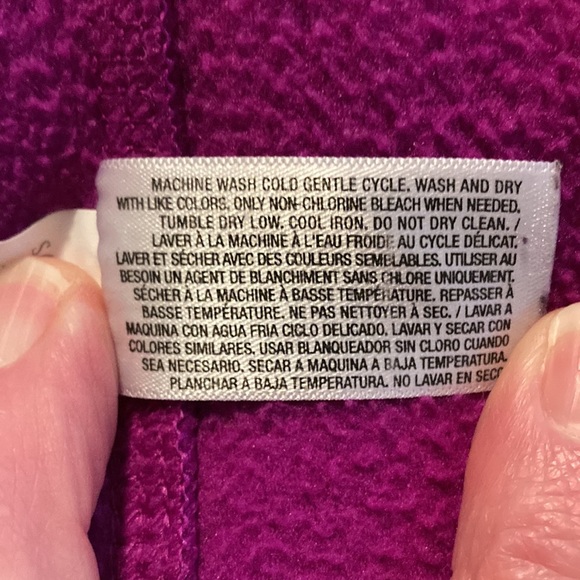 MACHINE WASH COLD GENTLE CYCLE. WASH AND DRY
WITH LIKE COLORS. ONLY NON-CHLORINE BLEACH WHEN NEEDED.
TUMBLE DRY LOW. COOL IRON. DO NOT DRY CLEAN. /
LAVER À LA MACHINE À L'EAU FROIDE AU CYCLE DÉLICAT.
LAVER ET SÉCHER AVEC DES COULEURS SEMBLABLES. UTILISER AU
BESOIN UN AGENT DE BLANCHIMENT SANS CHLORE UNIQUEMENT.
SÉCHER À LA MACHINE À BASSE TEMPÉRATURE. REPASSER À
BASSE TEMPÉRATURE. NE PAS NETTOYER À SEC. / LAVAR A
MAQUINA CON AGUA FRIA CICLO DELICADO. LAVAR Y SECAR CON
COLORES SIMILARES. USAR BLANQUEADOR SIN CLORO CUANDO
SEA NECESARIO. SECAR A MAQUINA A BAJA TEMPERATURA.
PLANCHAR A BAJA TEMPERATURA. NO LAVAR EN SECO